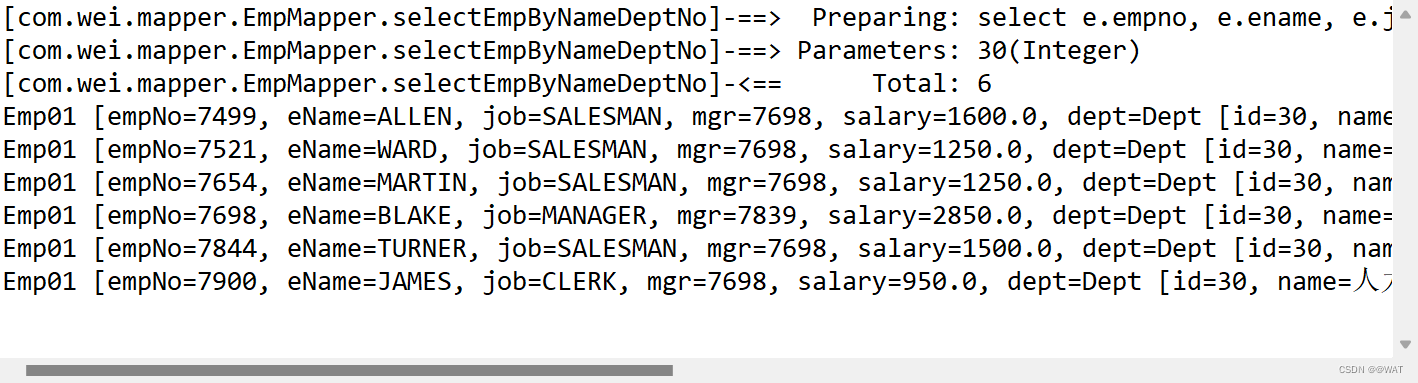 [com.wei.mapper.EmpMapper.selectEmpByNameDeptNo]-==>  Preparing: select e.empno, e.ename, e.j
[com.wei.mapper.EmpMapper.selectEmpByNameDeptNo]-==> Parameters: 30(Integer)
[com.wei.mapper.EmpMapper.selectEmpByNameDeptNo]-<==      Total: 6
Emp01 [empNo=7499, eName=ALLEN, job=SALESMAN, mgr=7698, salary=1600.0, dept=Dept [id=30, name
Emp01 [empNo=7521, eName=WARD, job=SALESMAN, mgr=7698, salary=1250.0, dept=Dept [id=30, name=
Emp01 [empNo=7654, eName=MARTIN, job=SALESMAN, mgr=7698, salary=1250.0, dept=Dept [id=30, nam
Emp01 [empNo=7698, eName=BLAKE, job=MANAGER, mgr=7839, salary=2850.0, dept=Dept [id=30, name=
Emp01 [empNo=7844, eName=TURNER, job=SALESMAN, mgr=7698, salary=1500.0, dept=Dept [id=30, nam
Emp01 [empNo=7900, eName=JAMES, job=CLERK, mgr=7698, salary=950.0, dept=Dept [id=30, name=人
CSDN @@WAT